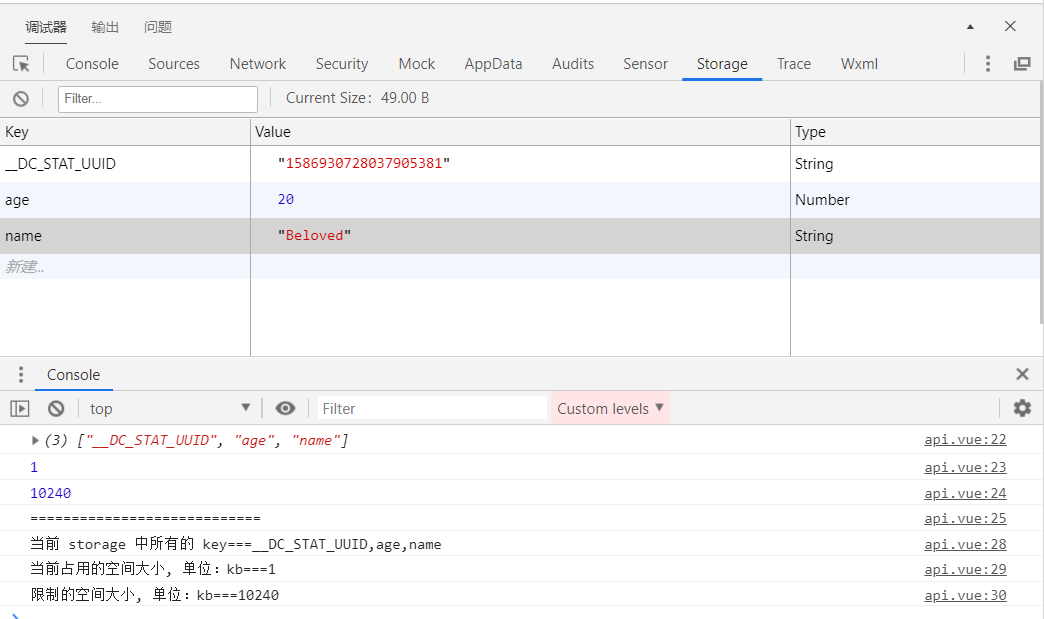 调试器 输出 问题
Console Sources Network Security Mock AppData Audits Sensor Storage Trace Wxml
Filter... Current Size: 49.00 B
Key Value Type
__DC_STAT_UUID "1586930728037905381" String
age 20 Number
name "Beloved" String
新建...
Console
top Filter Custom levels
(3) ["__DC_STAT_UUID", "age", "name"] api.vue:22
1 api.vue:23
10240 api.vue:24
============================ api.vue:25
当前 storage 中所有的 key===__DC_STAT_UUID,age,name api.vue:28
当前占用的空间大小, 单位：kb===1 api.vue:29
限制的空间大小, 单位：kb===10240 api.vue:30